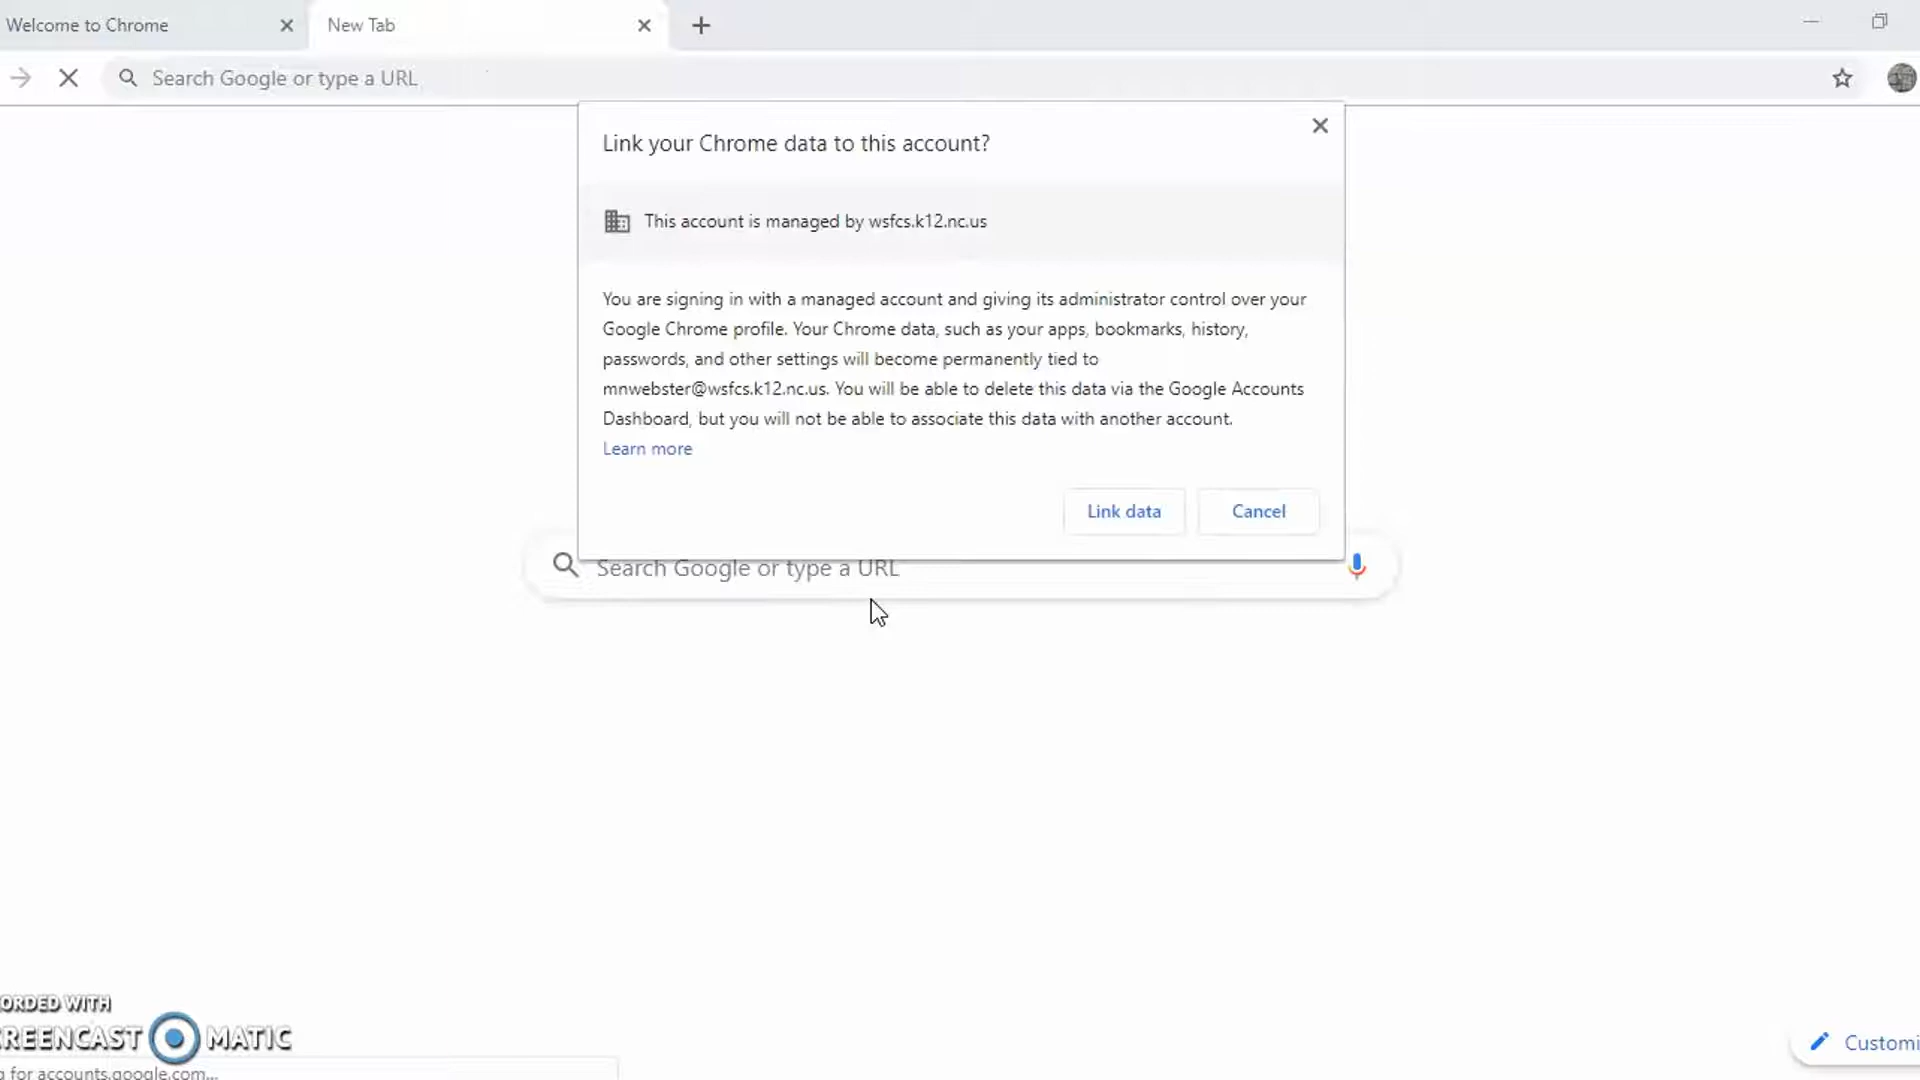 Welcome to Chrome
New Tab
Search Google or type a URL
Link your Chrome data to this account?
This account is managed by wsfcs.k12.nc.us
You are signing in with a managed account and giving its administrator control over your
Google Chrome profile. Your Chrome data, such as your apps, bookmarks, history,
passwords, and other settings will become permanently tied to
mnwebster@wsfcs.k12.nc.us. You will be able to delete this data via the Google Accounts
Dashboard, but you will not be able to associate this data with another account.
Learn more
Link data
Cancel
Search Google or type a URL
ORDED WITH
REENCAST MATIC
Customi
g for accounts.google.com...